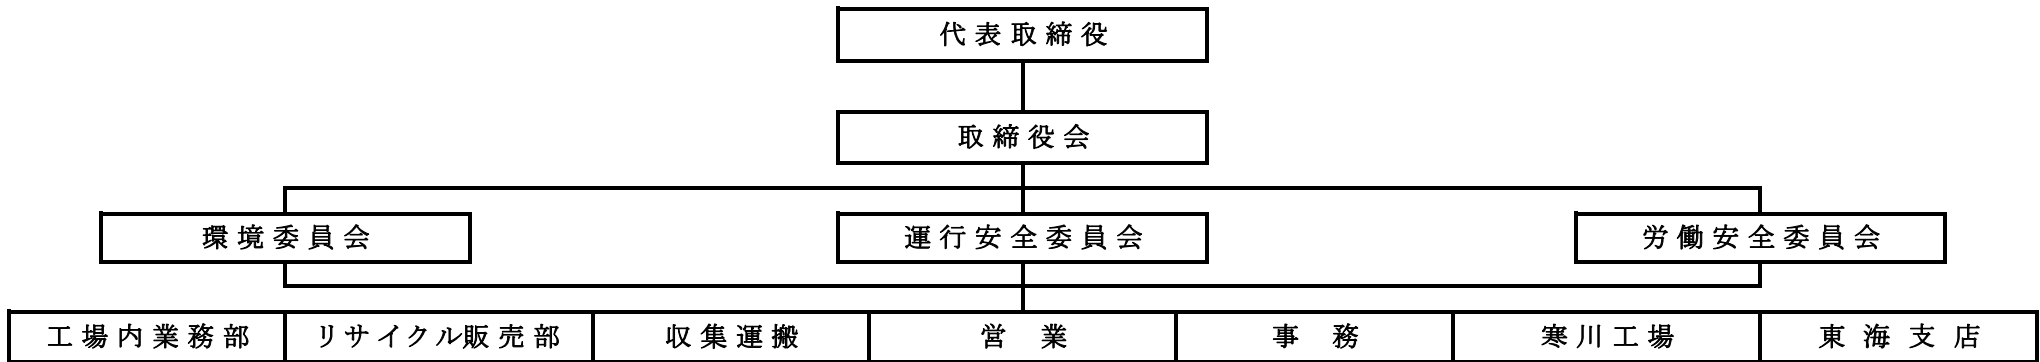 代表取締役
取締役会
環境委員会
運行安全委員会
労働安全委員会
工場内業務部
リサイクル販売部
収集運搬
営業
事務
寒川工場
東海支店